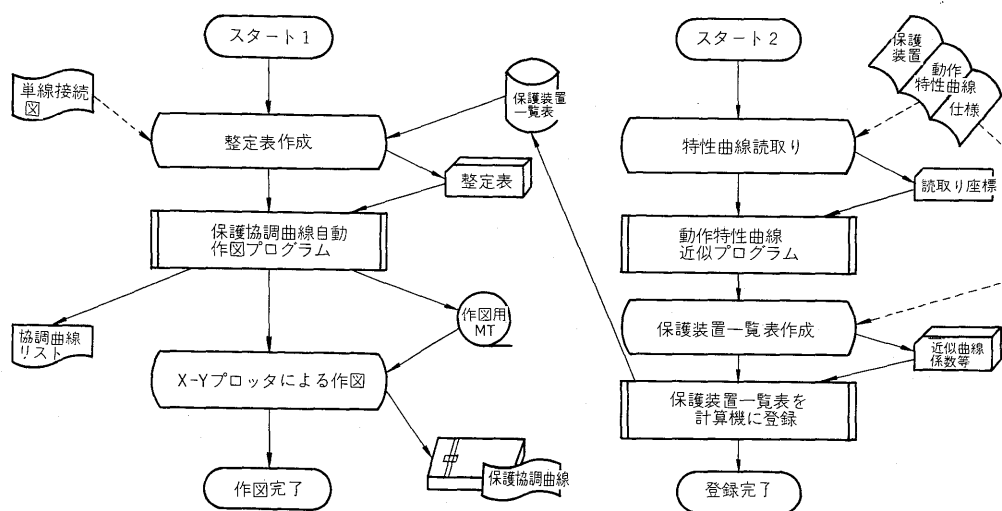 スタート1
単線接続
図
保護装置
一覧表
整定表作成
整定表
保護協調曲線自動
作図プログラム
作図用
MT
協調曲線
リスト
X-Yプロッタによる作図
保護協調曲線
作図完了
スタート2
保護
装置
動作
特性曲線
仕様
特性曲線読取り
読取り座標
動作特性曲線
近似プログラム
保護装置一覧表作成
近似曲線
係数等
保護装置一覧表を
計算機に登録
登録完了